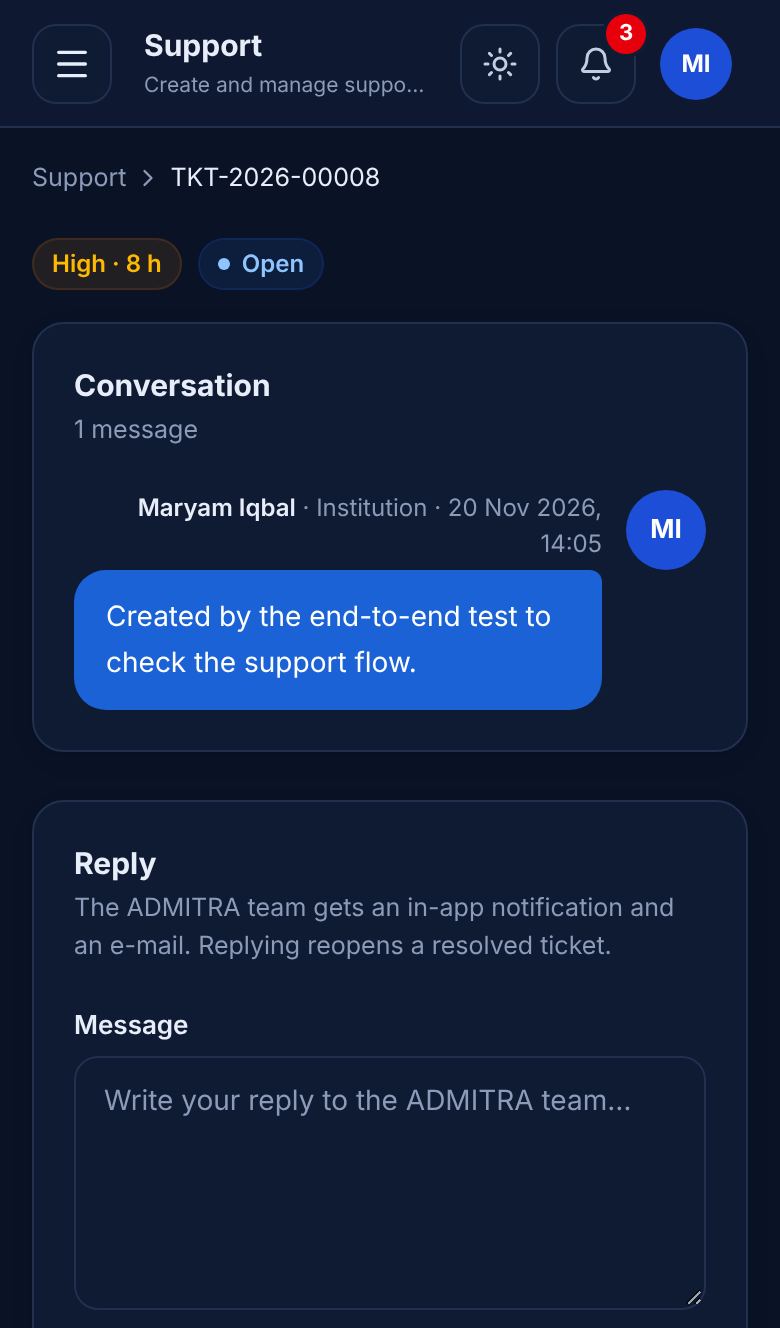 Support
Create and manage suppo...
3
MI
Support > TKT-2026-00008
High · 8 h
Open
Conversation
1 message
Maryam Iqbal · Institution · 20 Nov 2026,
14:05
MI
Created by the end-to-end test to
check the support flow.
Reply
The ADMITRA team gets an in-app notification and
an e-mail. Replying reopens a resolved ticket.
Message
Write your reply to the ADMITRA team...